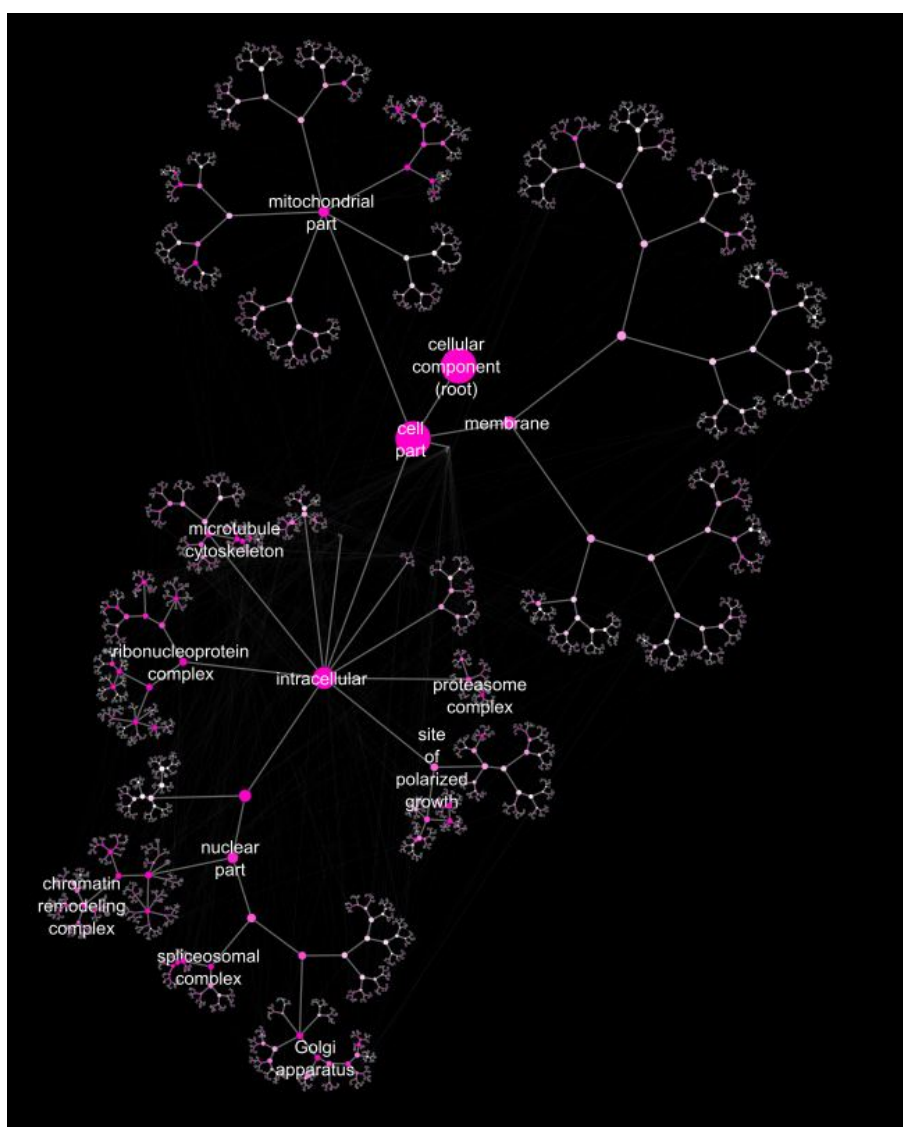 mitochondrial
part
cellular
component
(root)
cell
part
membrane
microtubule
cytoskeleton
ribonucleoprotein
complex
intracellular
proteasome
complex
site
of
polarized
growth
nuclear
part
chromatin
remodeling
complex
spliceosomal
complex
Golgi
apparatus